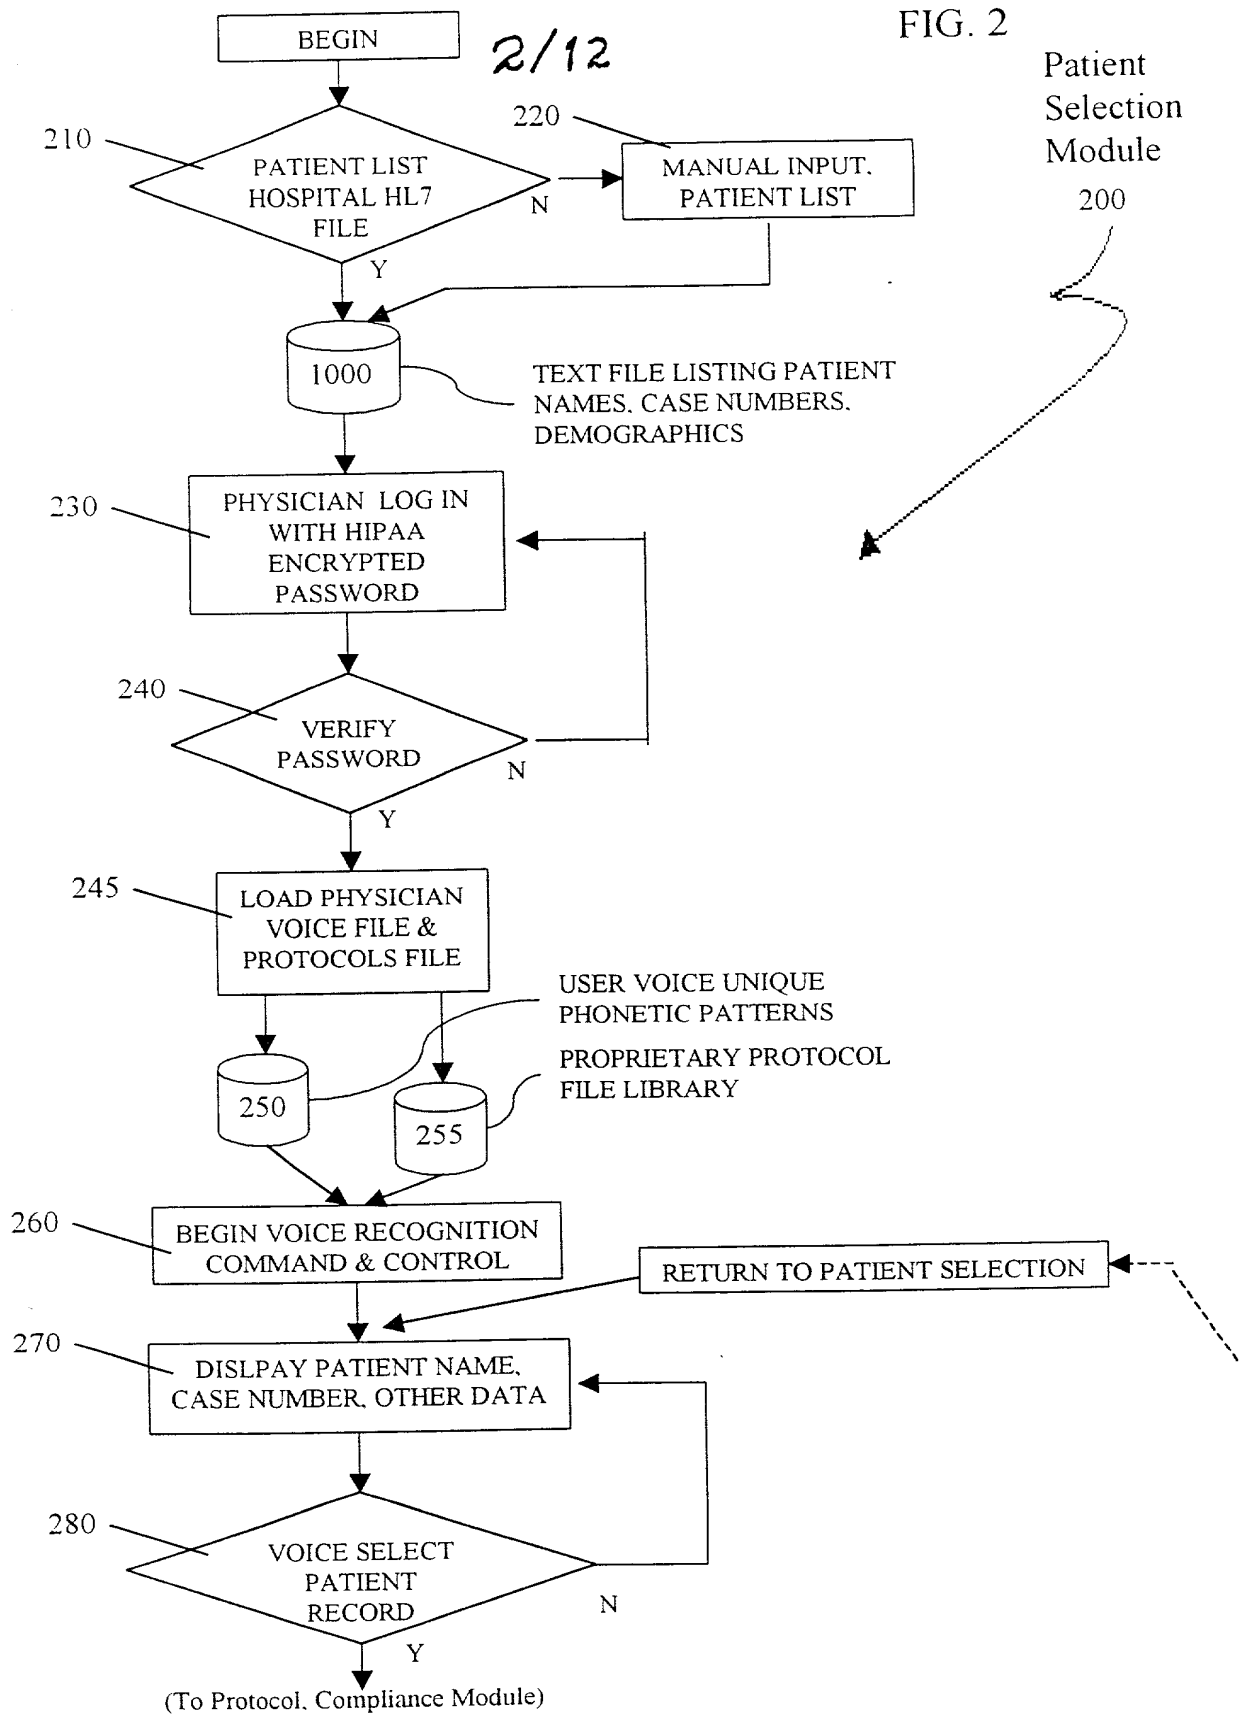 FIG. 2
BEGIN
2/12
Patient
Selection
Module
200
210
PATIENT LIST
HOSPITAL HL7
FILE
N
Y
220
MANUAL INPUT,
PATIENT LIST
1000
TEXT FILE LISTING PATIENT
NAMES, CASE NUMBERS,
DEMOGRAPHICS
230
PHYSICIAN LOG IN
WITH HIPAA
ENCRYPTED
PASSWORD
240
VERIFY
PASSWORD
N
Y
245
LOAD PHYSICIAN
VOICE FILE &
PROTOCOLS FILE
USER VOICE UNIQUE
PHONETIC PATTERNS
PROPRIETARY PROTOCOL
FILE LIBRARY
250
255
260
BEGIN VOICE RECOGNITION
COMMAND & CONTROL
RETURN TO PATIENT SELECTION
270
DISLPAY PATIENT NAME,
CASE NUMBER, OTHER DATA
280
VOICE SELECT
PATIENT
RECORD
N
Y
(To Protocol, Compliance Module)